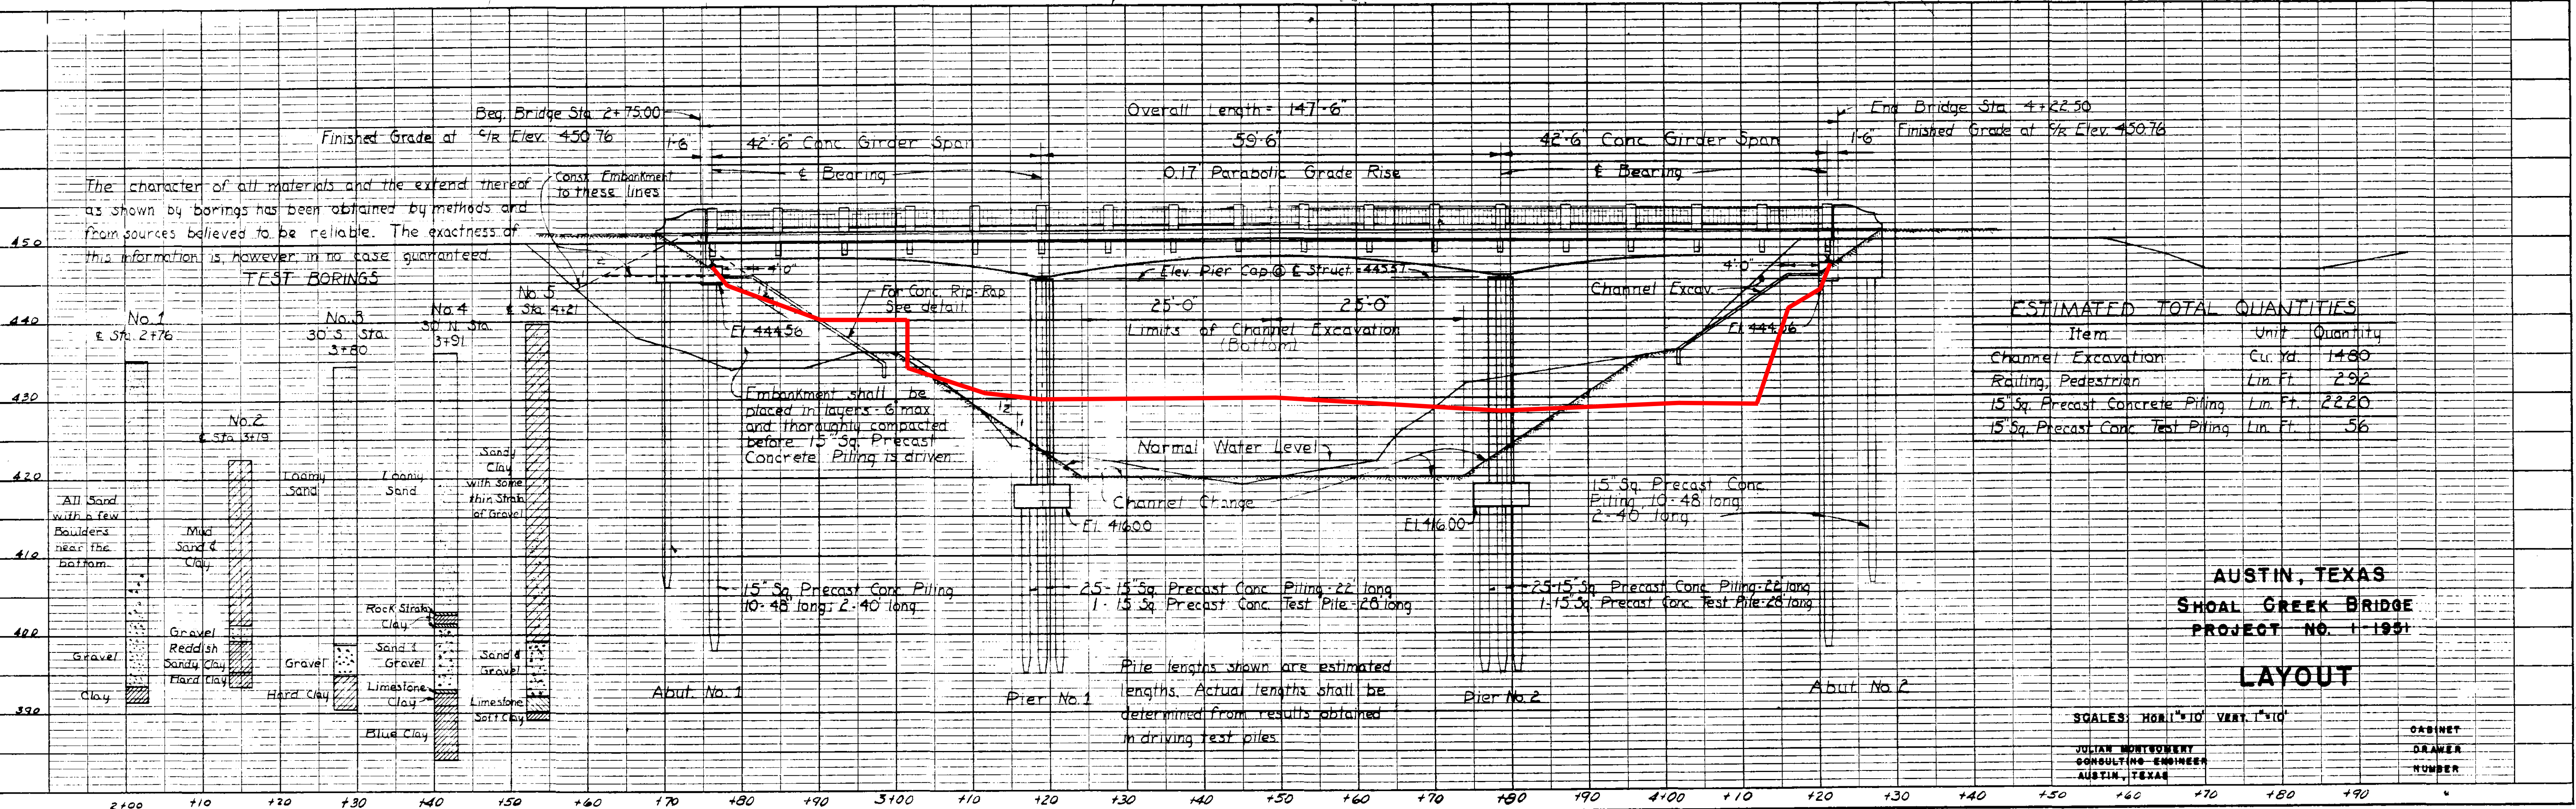 Beg. Bridge Sta 2+75.00
Finished Grade at C/R Elev. 450.76
1'-6"
42'-6" Conc. Girder Span
℄ Bearing
Overall Length = 147'-6"
59'-6"
0.17' Parabolic Grade Rise
42'-6" Conc. Girder Span
℄ Bearing
End Bridge Sta 4+22.50
1'-6"
Finished Grade at C/R Elev. 450.76
The character of all materials and the extend thereof
as shown by borings has been obtained by methods and
from sources believed to be reliable. The exactness of
this information is, however, in no case guaranteed.
Const. Embankment
to these lines
TEST BORINGS
No. 1
℄ Sta. 2+76
No. 3
30' S. Sta.
3+80
No. 4
30' N. Sta.
3+91
No. 5
℄ Sta 4+21
No. 2
℄ Sta. 3+19
4'-0"
For Conc. Rip-Rap
See detail.
El. 444.56
Elev. Pier Cap @ ℄ Struct. = 445.57
25'-0"
25'-0"
Limits of Channel Excavation
(Bottom)
4'-0"
Channel Excav.
El. 444.56
Embankment shall be
placed in layers - 6" max.
and thoroughly compacted
before 15" Sq. Precast
Concrete Piling is driven.
Normal Water Level
Channel Change
El. 416.00
El. 416.00
15" Sq. Precast Conc.
Piling, 10-48' long
2-40' long.
ESTIMATED TOTAL QUANTITIES
Item Unit Quantity
Channel Excavation Cu. Yd. 1480
Railing, Pedestrian Lin. Ft. 292
15" Sq. Precast Concrete Piling Lin. Ft. 2220
15" Sq. Precast Conc. Test Piling Lin. Ft. 56
All Sand
with a few
Boulders
near the
bottom.
Gravel
Clay
Mud
Sand &
Clay
Gravel
Reddish
Sandy Clay
Hard Clay
Loamy
Sand
Gravel
Hard Clay
Loamy
Sand
Rock Strata
Clay
Sand &
Gravel
Limestone
Clay
Blue Clay
Sandy
Clay
with some
thin Strata
of Gravel
Sand &
Gravel
Limestone
Soft Clay
15" Sq. Precast Conc. Piling
10-48' long; 2-40' long
25-15" Sq. Precast Conc. Piling-22' long
1-15" Sq. Precast Conc. Test Pile-28' long
25-15" Sq. Precast Conc. Piling-22' long
1-15" Sq. Precast Conc. Test Pile-28' long
Abut. No. 1
Pier No. 1
Pile lengths shown are estimated
lengths. Actual lengths shall be
determined from results obtained
in driving test piles.
Pier No. 2
Abut. No. 2
AUSTIN, TEXAS
SHOAL CREEK BRIDGE
PROJECT NO. 1-1951
LAYOUT
SCALES: HOR. 1"=10' VERT. 1"=10'
JULIAN MONTGOMERY
CONSULTING ENGINEER
AUSTIN, TEXAS
CABINET
DRAWER
NUMBER
450
440
430
420
410
400
390
2+00 +10 +20 +30 +40 +50 +60 +70 +80 +90 3+00 +10 +20 +30 +40 +50 +60 +70 +80 +90 4+00 +10 +20 +30 +40 +50 +60 +70 +80 +90